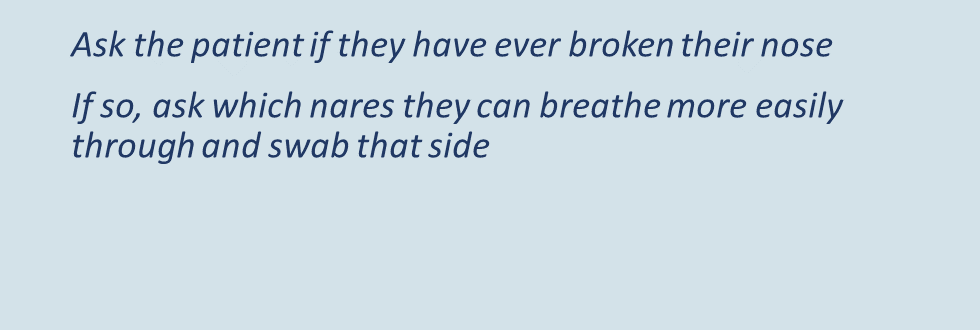 Ask the patient if they have ever broken their nose
If so, ask which nares they can breathe more easily
through and swab that side